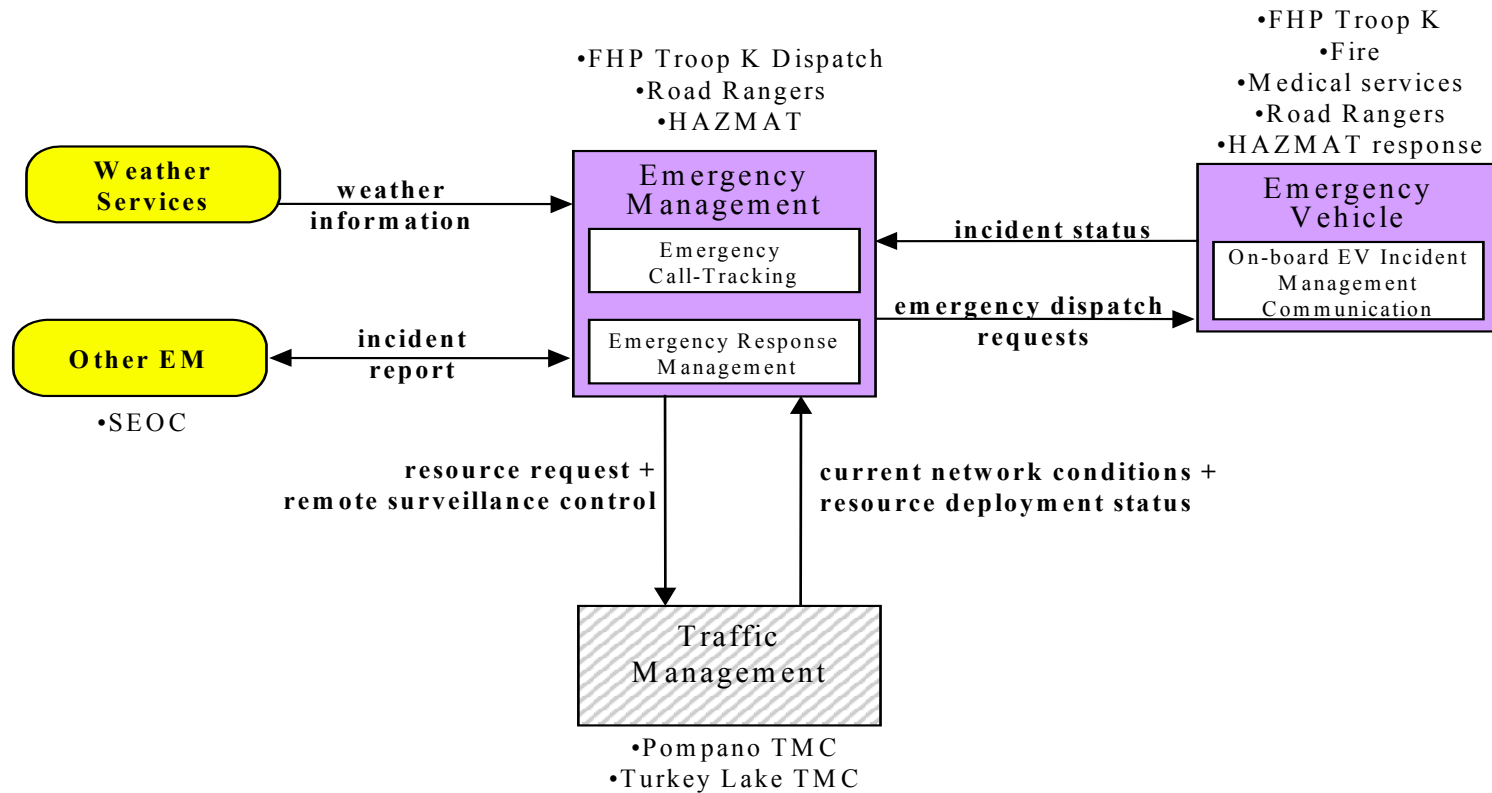 •FHP Troop K Dispatch
•Road Rangers
•HAZMAT
•FHP Troop K
•Fire
•Medical services
•Road Rangers
•HAZMAT response
Weather
Services
weather
information
Emergency
Management
Emergency
Call-Tracking
Emergency Response
Management
incident status
emergency dispatch
requests
Emergency
Vehicle
On-board EV Incident
Management
Communication
Other EM
•SEOC
incident
report
resource request +
remote surveillance control
current network conditions +
resource deployment status
Traffic
Management
•Pompano TMC
•Turkey Lake TMC